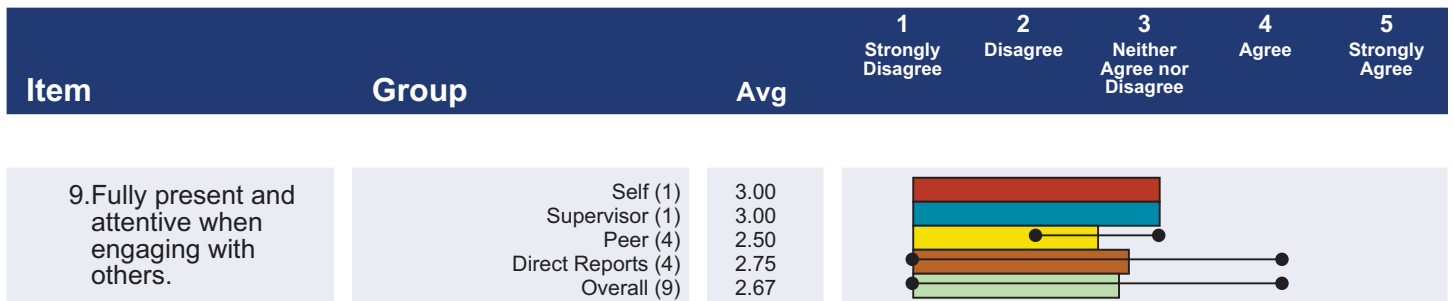 1 2 3 4 5
Strongly Disagree Neither Agree Strongly
Disagree Agree nor Agree
Disagree
Item Group Avg
9.Fully present and
attentive when
engaging with
others.
Self (1) 3.00
Supervisor (1) 3.00
Peer (4) 2.50
Direct Reports (4) 2.75
Overall (9) 2.67